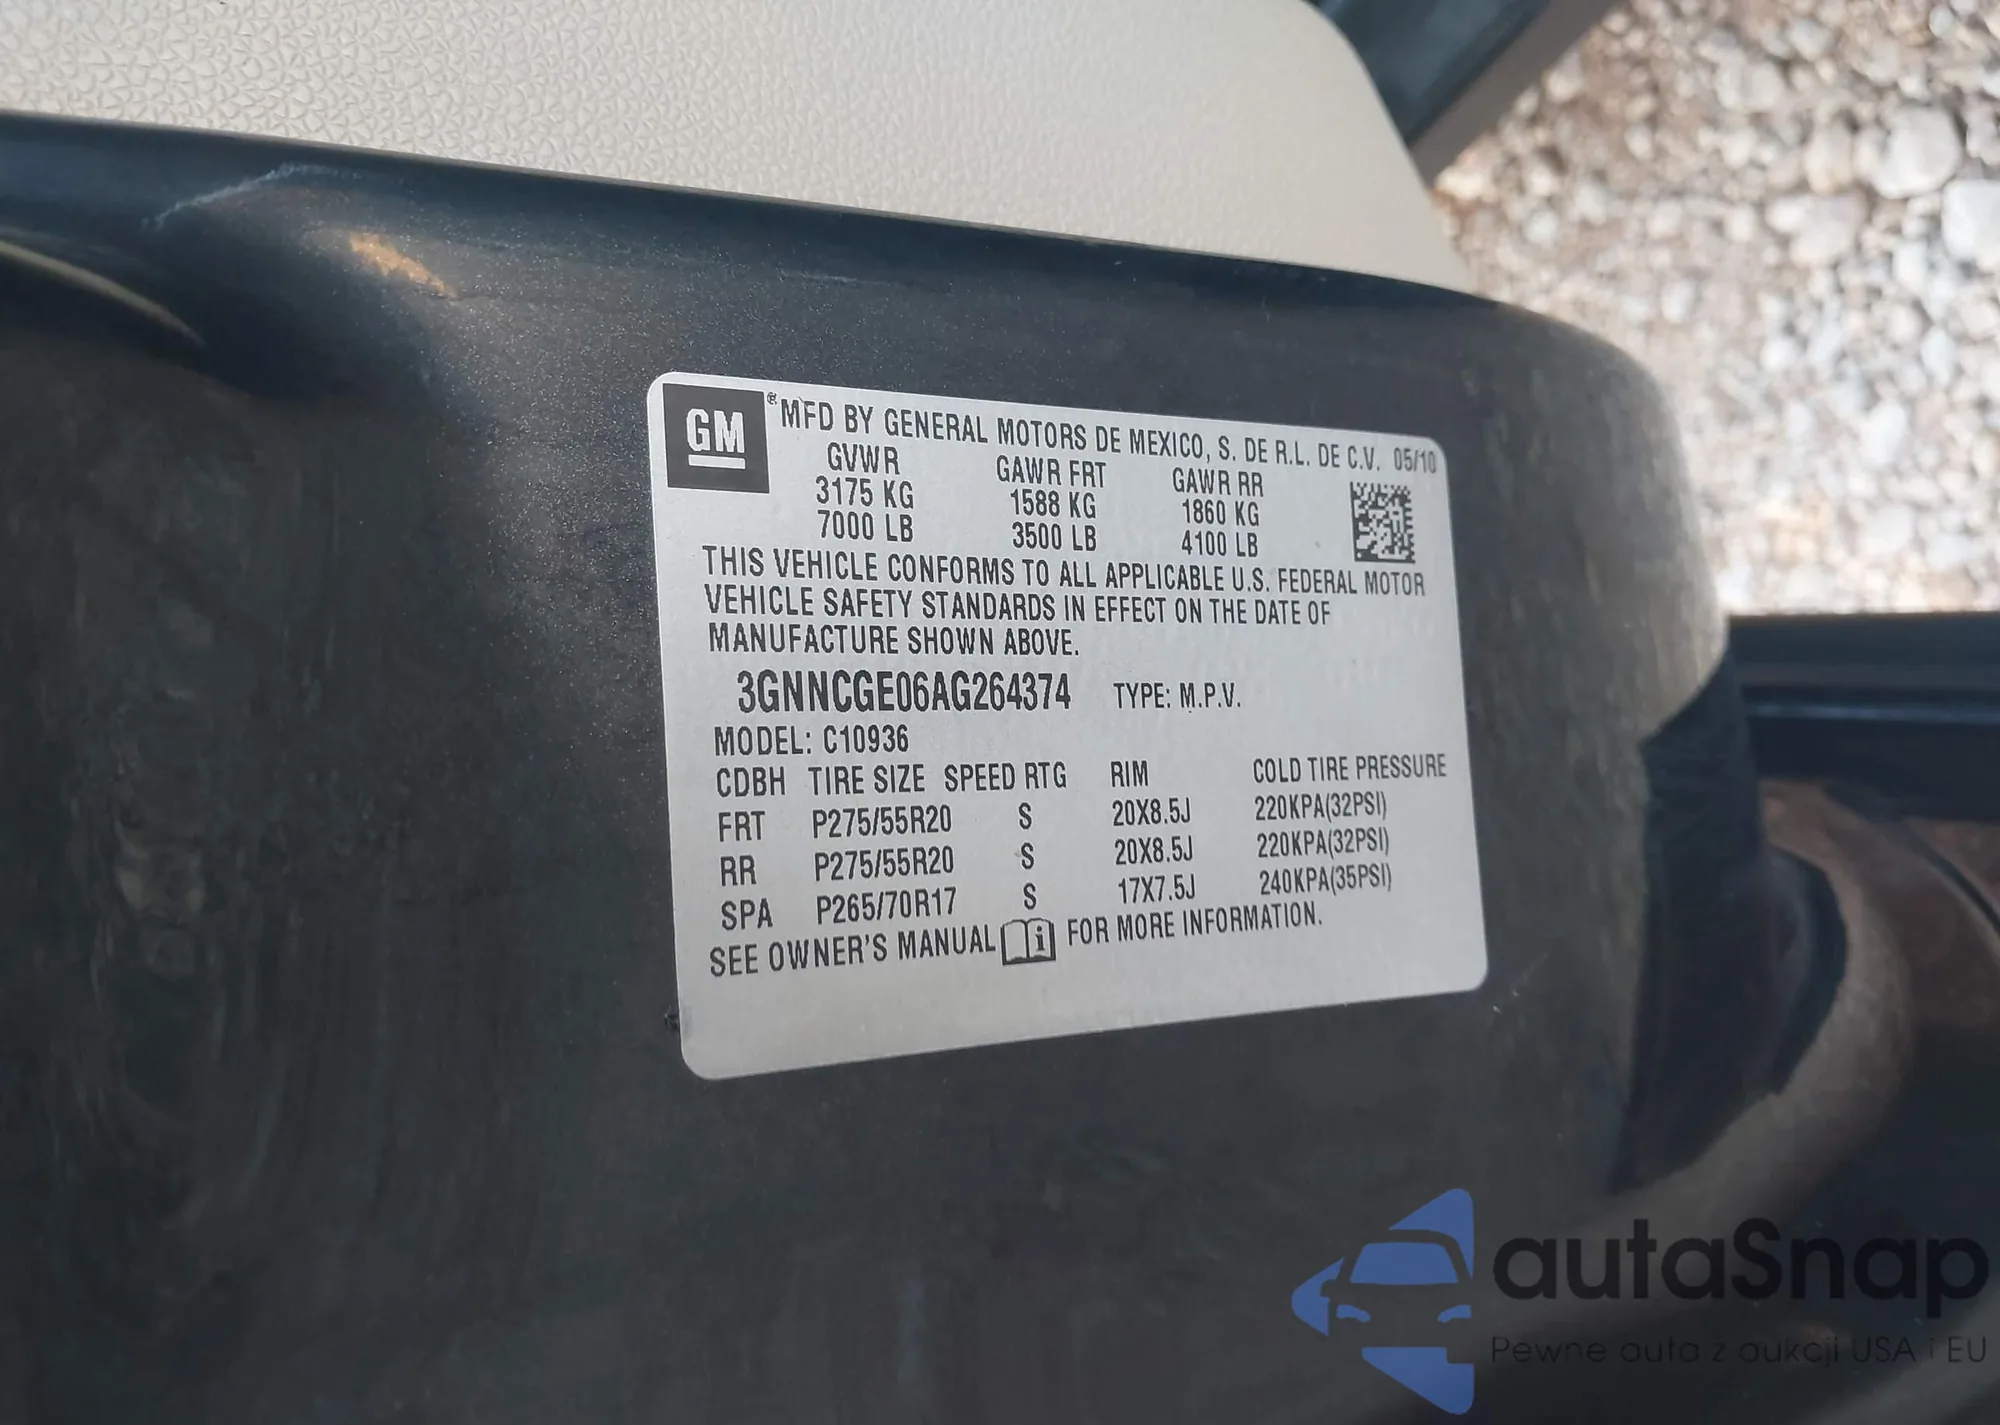 GM ® MFD BY GENERAL MOTORS DE MEXICO, S. DE R.L. DE C.V. 05/10
GVWR GAWR FRT GAWR RR
3175 KG 1588 KG 1860 KG
7000 LB 3500 LB 4100 LB
THIS VEHICLE CONFORMS TO ALL APPLICABLE U.S. FEDERAL MOTOR
VEHICLE SAFETY STANDARDS IN EFFECT ON THE DATE OF
MANUFACTURE SHOWN ABOVE.
3GNNCGE06AG264374 TYPE: M.P.V.
MODEL: C10936
CDBH TIRE SIZE SPEED RTG RIM COLD TIRE PRESSURE
FRT P275/55R20 S 20X8.5J 220KPA(32PSI)
RR P275/55R20 S 20X8.5J 220KPA(32PSI)
SPA P265/70R17 S 17X7.5J 240KPA(35PSI)
SEE OWNER'S MANUAL i FOR MORE INFORMATION.
autaSnap
Pewne auta z aukcji USA i EU